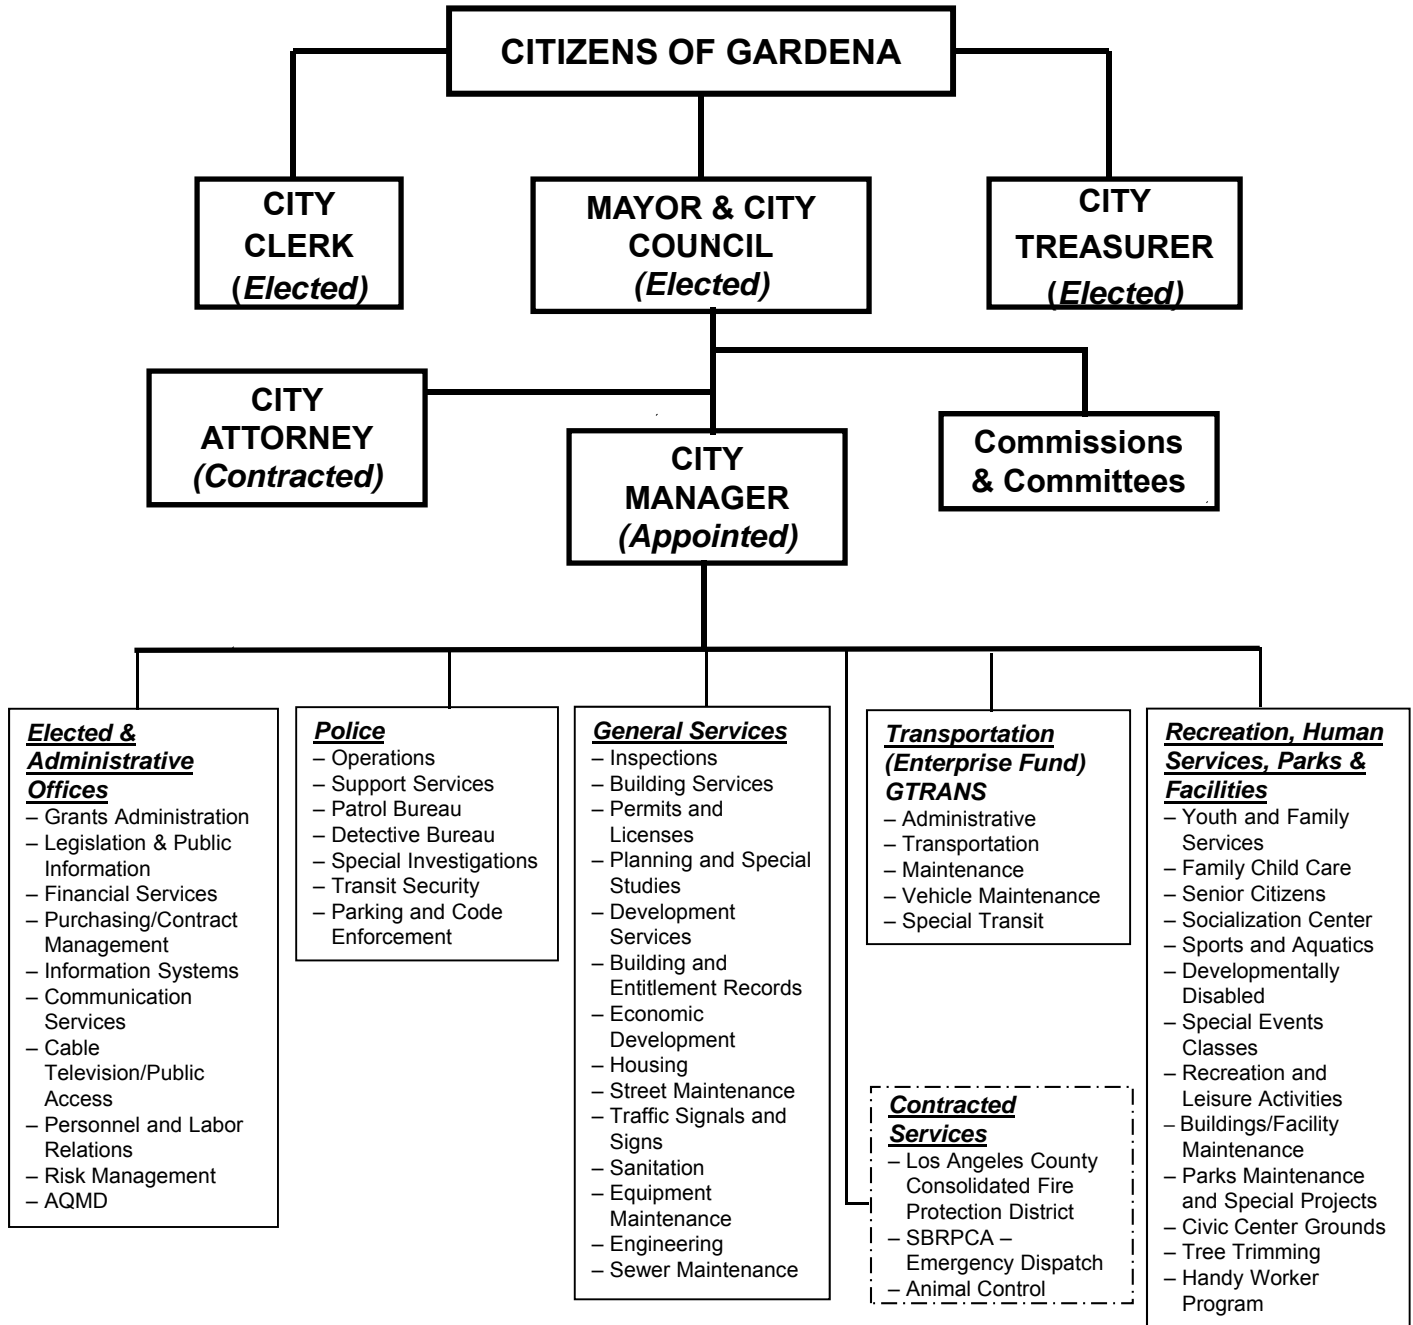 CITIZENS OF GARDENA
CITY
CLERK
(Elected)
MAYOR & CITY
COUNCIL
(Elected)
CITY
TREASURER
(Elected)
CITY
ATTORNEY
(Contracted)
CITY
MANAGER
(Appointed)
Commissions
& Committees
Elected &
Administrative
Offices
– Grants Administration
– Legislation & Public
Information
– Financial Services
– Purchasing/Contract
Management
– Information Systems
– Communication
Services
– Cable
Television/Public
Access
– Personnel and Labor
Relations
– Risk Management
– AQMD
Police
– Operations
– Support Services
– Patrol Bureau
– Detective Bureau
– Special Investigations
– Transit Security
– Parking and Code
Enforcement
General Services
– Inspections
– Building Services
– Permits and
Licenses
– Planning and Special
Studies
– Development
Services
– Building and
Entitlement Records
– Economic
Development
– Housing
– Street Maintenance
– Traffic Signals and
Signs
– Sanitation
– Equipment
Maintenance
– Engineering
– Sewer Maintenance
Transportation
(Enterprise Fund)
GTRANS
– Administrative
– Transportation
– Maintenance
– Vehicle Maintenance
– Special Transit
Contracted
Services
– Los Angeles County
Consolidated Fire
Protection District
– SBRPCA –
Emergency Dispatch
– Animal Control
Recreation, Human
Services, Parks &
Facilities
– Youth and Family
Services
– Family Child Care
– Senior Citizens
– Socialization Center
– Sports and Aquatics
– Developmentally
Disabled
– Special Events
Classes
– Recreation and
Leisure Activities
– Buildings/Facility
Maintenance
– Parks Maintenance
and Special Projects
– Civic Center Grounds
– Tree Trimming
– Handy Worker
Program